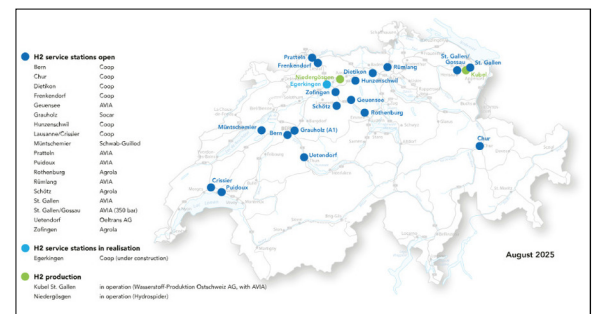 H2 service stations open
Bern Coop
Chur Coop
Dietikon Coop
Frenkendorf Coop
Geuensee AVIA
Grauholz Socar
Hunzenschwil Coop
Lausanne/Crissier Coop
Müntschemier Schwab-Guillod
Pratteln AVIA
Puidoux AVIA
Rothenburg Agrola
Rümlang AVIA
Schötz Agrola
St. Gallen AVIA
St. Gallen/Gossau AVIA (350 bar)
Uetendorf Oeltrans AG
Zofingen Agrola
H2 service stations in realisation
Egerkingen Coop (under construction)
H2 production
Kubel St. Gallen in operation (Wasserstoff-Produktion Ostschweiz AG, with AVIA)
Niedergösgen in operation (Hydrospider)
Pratteln
Frenkendorf
Niedergösgen
Egerkingen
Zofingen
Schötz
Dietikon
Rümlang
Hunzenschwil
Geuensee
Rothenburg
St. Gallen/
Gossau
St. Gallen
Kubel
Müntschemier
Bern
Grauholz (A1)
Uetendorf
Chur
Crissier
Puidoux
August 2025